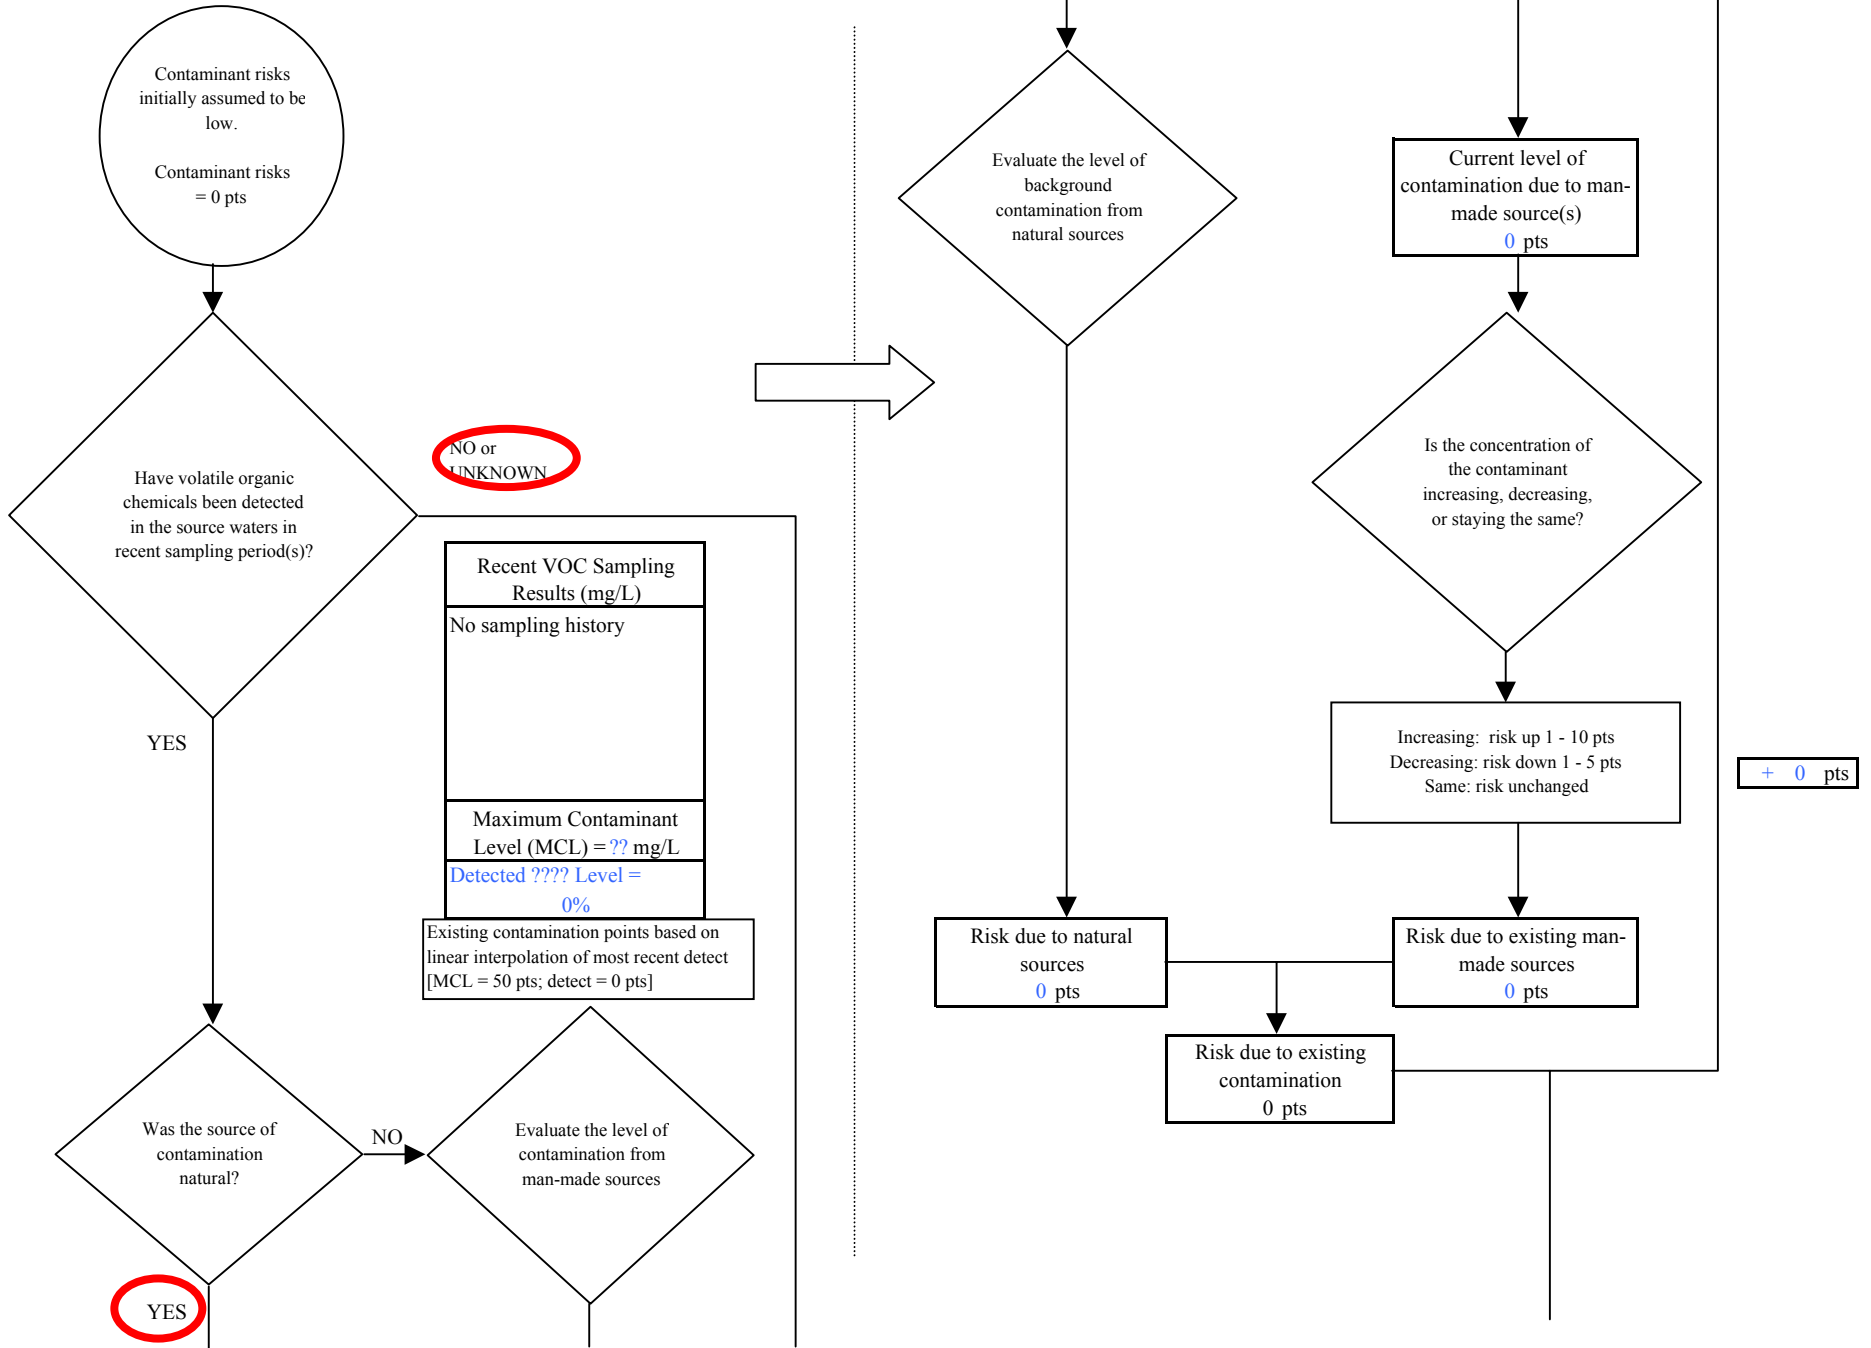 Contaminant risks
initially assumed to be
low.
Contaminant risks
= 0 pts
Have volatile organic
chemicals been detected
in the source waters in
recent sampling period(s)?
NO or
UNKNOWN
YES
Recent VOC Sampling
Results (mg/L)
No sampling history
Maximum Contaminant
Level (MCL) = ?? mg/L
Detected ???? Level =
0%
Existing contamination points based on
linear interpolation of most recent detect
[MCL = 50 pts; detect = 0 pts]
Was the source of
contamination
natural?
NO
Evaluate the level of
contamination from
man-made sources
YES
Evaluate the level of
background
contamination from
natural sources
Current level of
contamination due to man-
made source(s)
0 pts
Is the concentration of
the contaminant
increasing, decreasing,
or staying the same?
Increasing: risk up 1 - 10 pts
Decreasing: risk down 1 - 5 pts
Same: risk unchanged
+ 0 pts
Risk due to natural
sources
0 pts
Risk due to existing man-
made sources
0 pts
Risk due to existing
contamination
0 pts